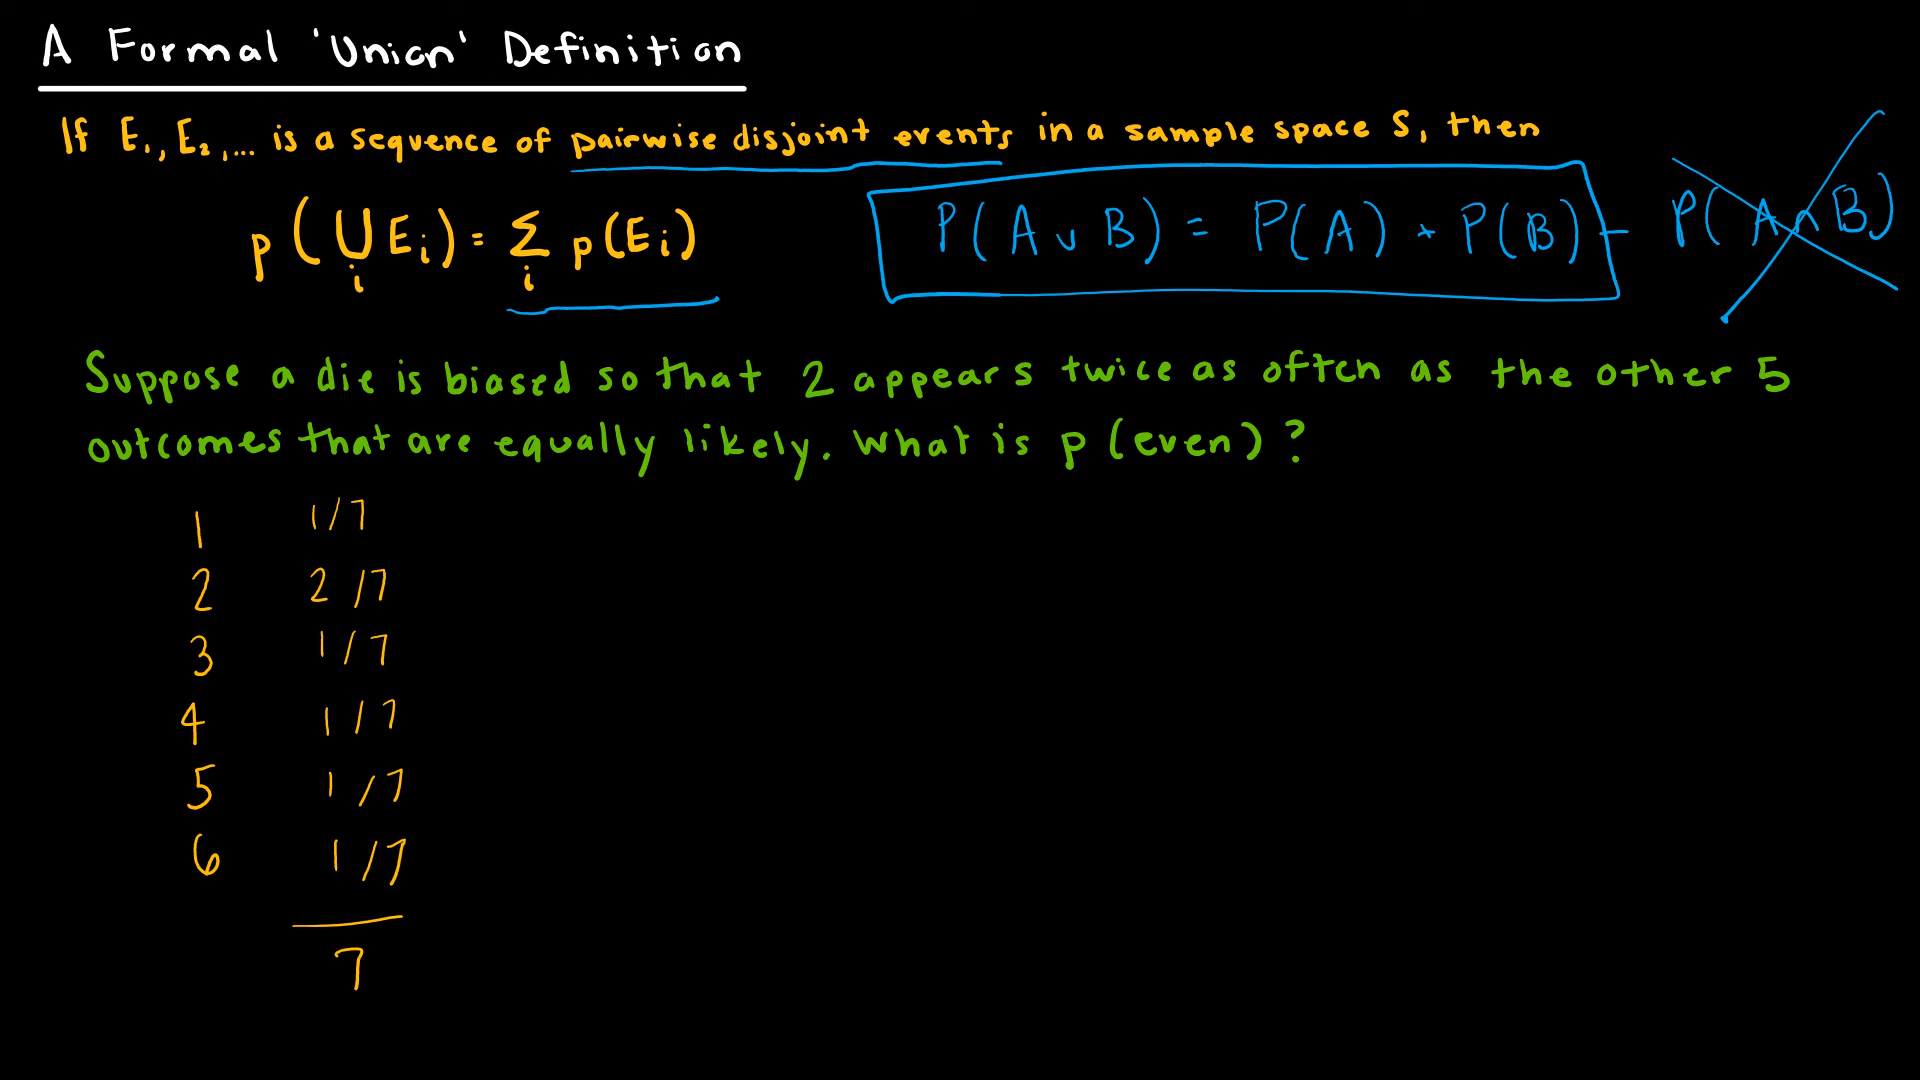 A Formal 'Union' Definition
If E₁, E₂, ... is a sequence of pairwise disjoint events in a sample space S, then
p(⋃ᵢ Eᵢ) = Σᵢ p(Eᵢ)   P(A ∪ B) = P(A) + P(B) - P(A ∩ B)
Suppose a die is biased so that 2 appears twice as often as the other 5
outcomes that are equally likely. What is p(even)?
1   1/7
2   2/7
3   1/7
4   1/7
5   1/7
6   1/7
7